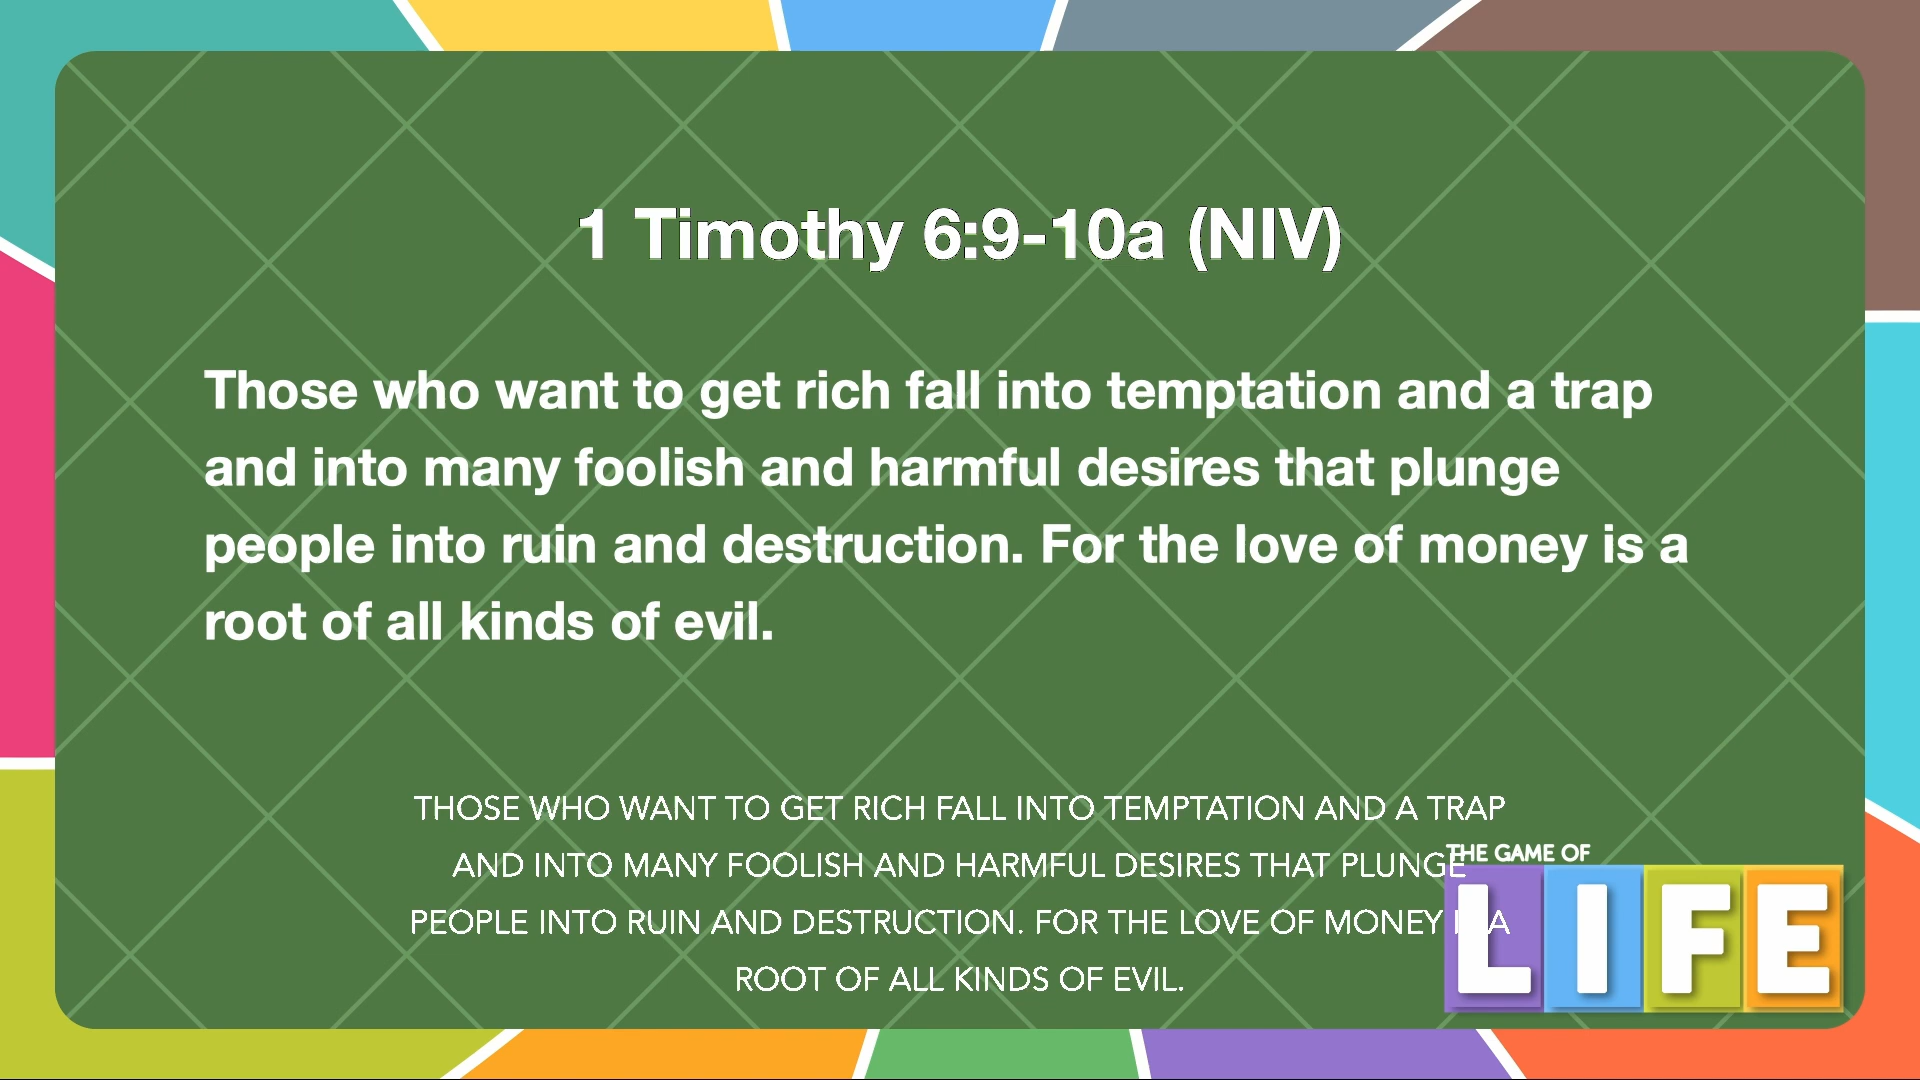 1 Timothy 6:9-10a (NIV)
Those who want to get rich fall into temptation and a trap
and into many foolish and harmful desires that plunge
people into ruin and destruction. For the love of money is a
root of all kinds of evil.
THOSE WHO WANT TO GET RICH FALL INTO TEMPTATION AND A TRAP
AND INTO MANY FOOLISH AND HARMFUL DESIRES THAT PLUNGE
PEOPLE INTO RUIN AND DESTRUCTION. FOR THE LOVE OF MONEY IS A
ROOT OF ALL KINDS OF EVIL.
THE GAME OF
LIFE